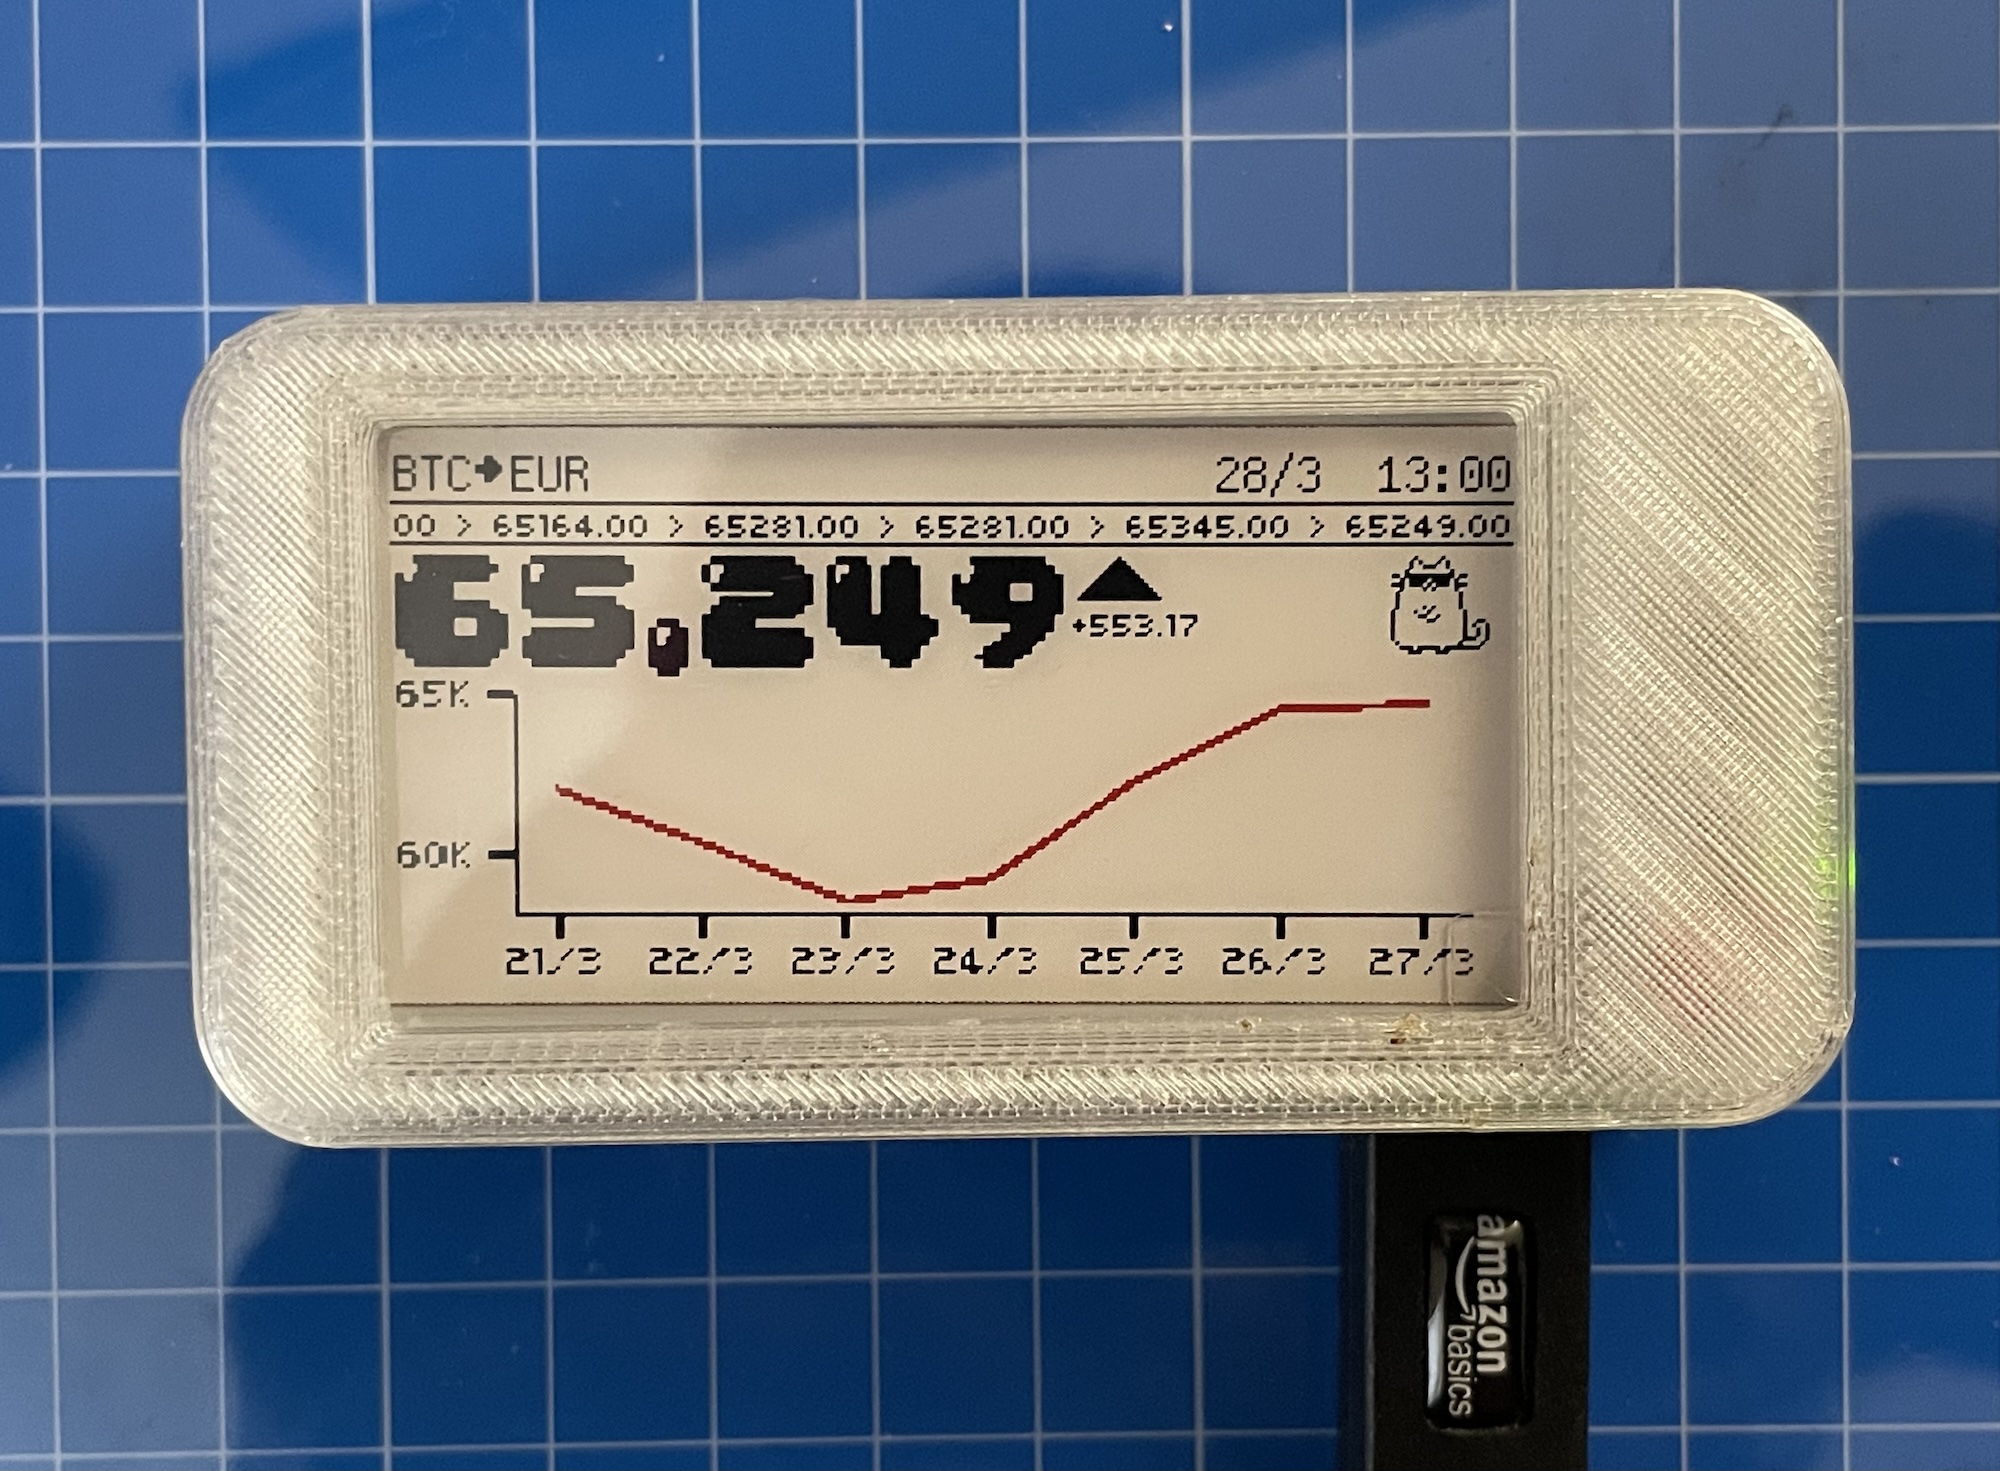 BTC➜EUR 28/3 13:00
00 > 65164.00 > 65281.00 > 65281.00 > 65345.00 > 65249.00
65,249 ▲
+553.17
65K
60K
21/3 22/3 23/3 24/3 25/3 26/3 27/3
amazon
basics